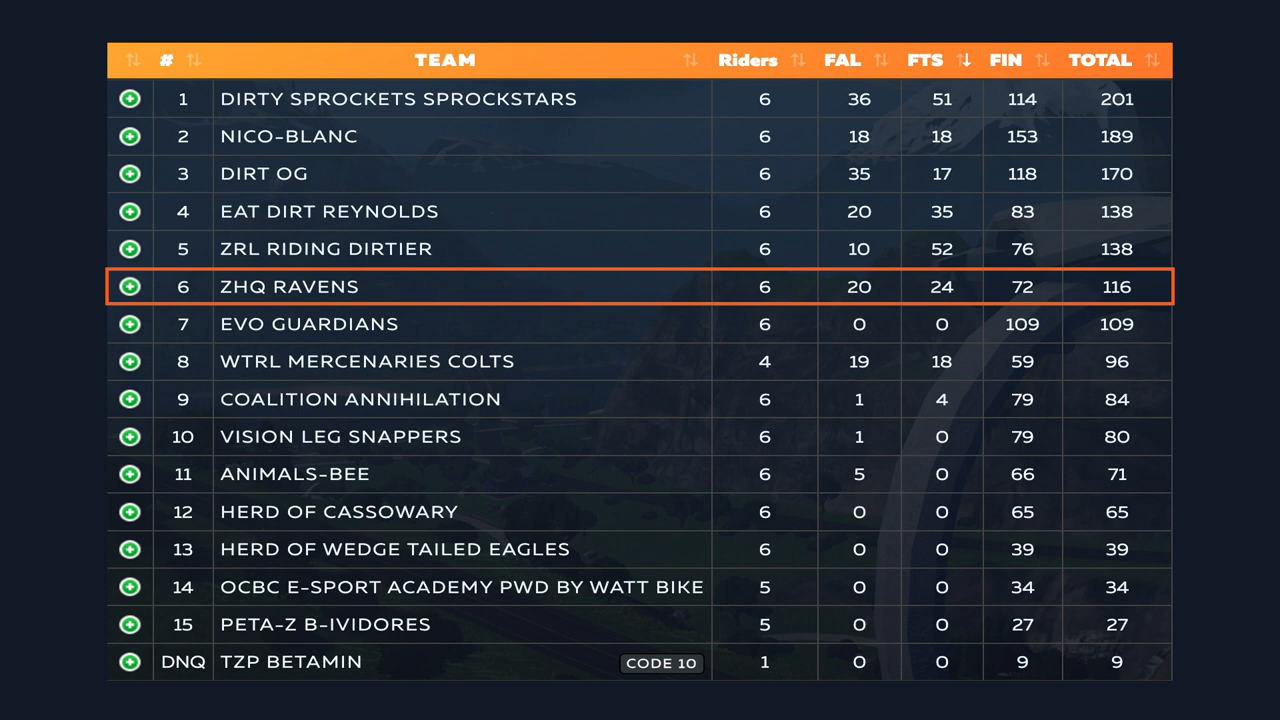 # TEAM Riders FAL FTS FIN TOTAL
1 DIRTY SPROCKETS SPROCKSTARS 6 36 51 114 201
2 NICO-BLANC 6 18 18 153 189
3 DIRT OG 6 35 17 118 170
4 EAT DIRT REYNOLDS 6 20 35 83 138
5 ZRL RIDING DIRTIER 6 10 52 76 138
6 ZHQ RAVENS 6 20 24 72 116
7 EVO GUARDIANS 6 0 0 109 109
8 WTRL MERCENARIES COLTS 4 19 18 59 96
9 COALITION ANNIHILATION 6 1 4 79 84
10 VISION LEG SNAPPERS 6 1 0 79 80
11 ANIMALS-BEE 6 5 0 66 71
12 HERD OF CASSOWARY 6 0 0 65 65
13 HERD OF WEDGE TAILED EAGLES 6 0 0 39 39
14 OCBC E-SPORT ACADEMY PWD BY WATT BIKE 5 0 0 34 34
15 PETA-Z B-IVIDORES 5 0 0 27 27
DNQ TZP BETAMIN CODE 10 1 0 0 9 9